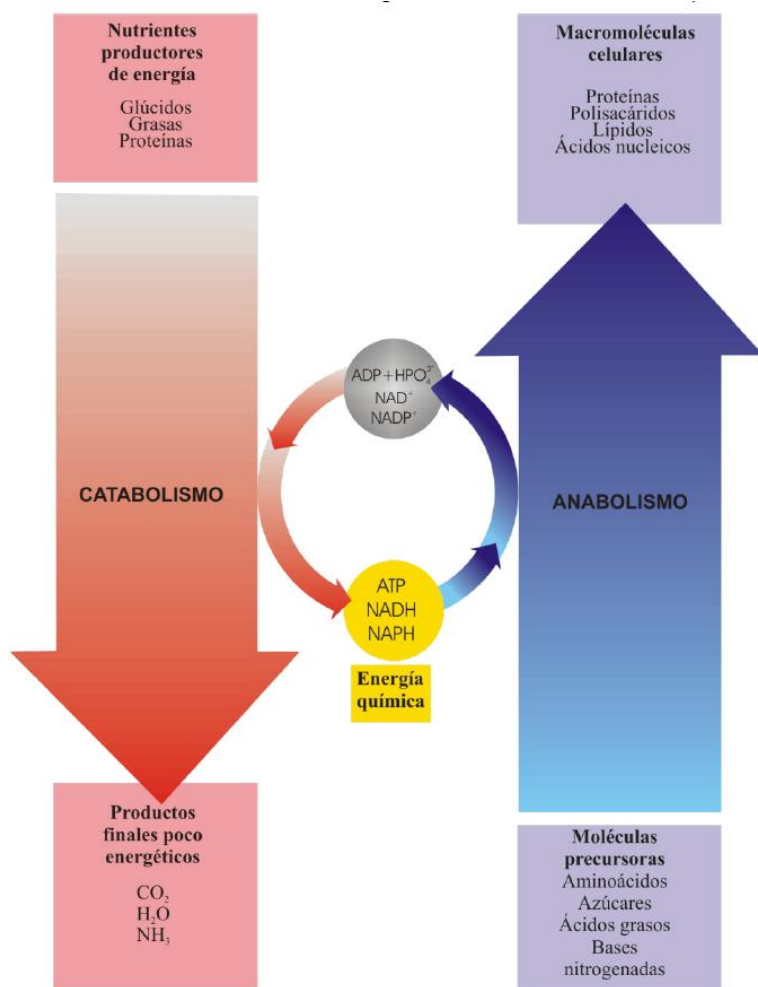 Nutrientes
productores
de energía
Glúcidos
Grasas
Proteínas
Macromoléculas
celulares
Proteínas
Polisacáridos
Lípidos
Ácidos nucleicos
CATABOLISMO
ADP + HPO₄²⁻
NAD⁺
NADP⁺
ATP
NADH
NAPH
Energía
química
ANABOLISMO
Productos
finales poco
energéticos
CO₂
H₂O
NH₃
Moléculas
precursoras
Aminoácidos
Azúcares
Ácidos grasos
Bases
nitrogenadas